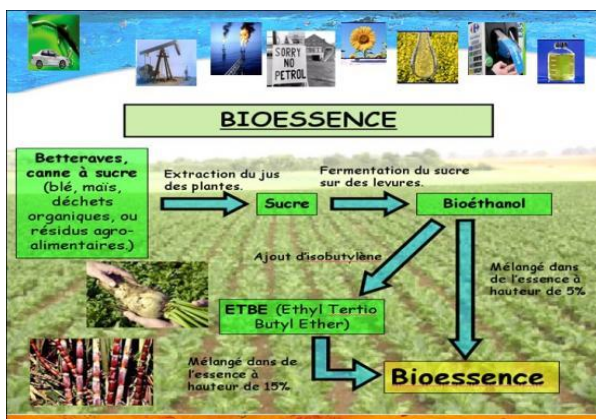 SORRY
NO
PETROL
BIOESSENCE
Betteraves,
canne à sucre
(blé, maïs,
déchets
organiques, ou
résidus agro-
alimentaires.)
Extraction du jus
des plantes.
Sucre
Fermentation du sucre
sur des levures.
Bioéthanol
Ajout d'isobutylène
Mélangé dans
de l'essence à
hauteur de 5%
ETBE (Ethyl Tertio
Butyl Ether)
Mélangé dans de
l'essence à
hauteur de 15%
Bioessence